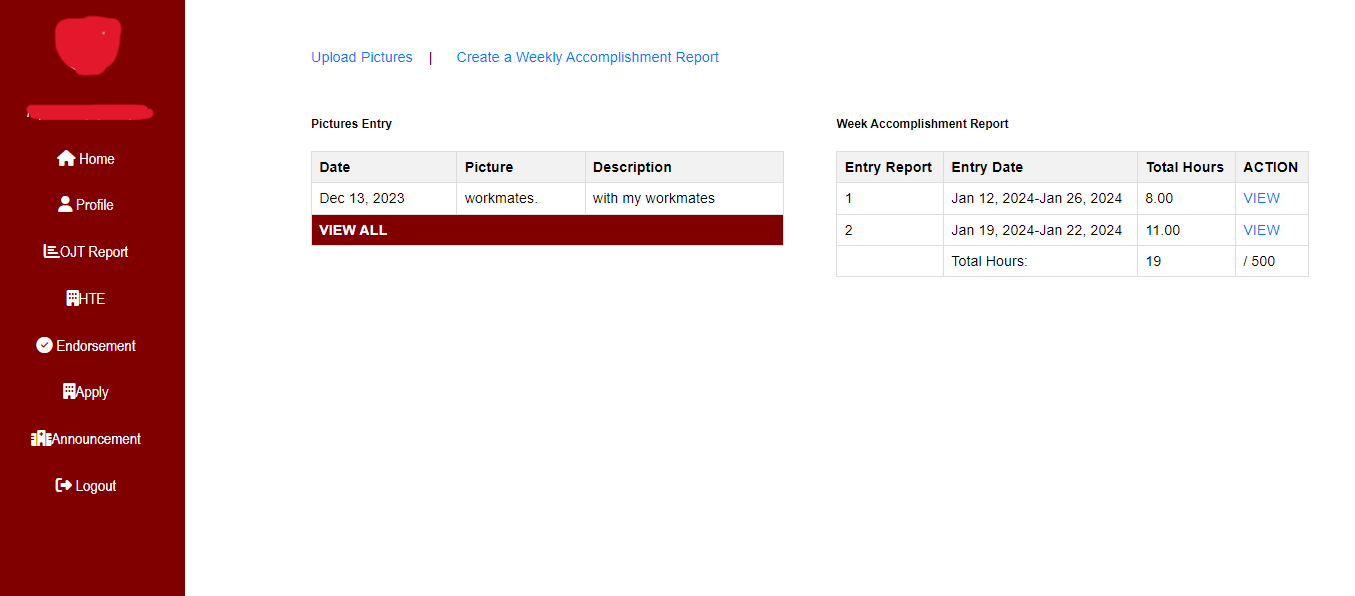 Home
Profile
OJT Report
HTE
Endorsement
Apply
Announcement
Logout
Upload Pictures | Create a Weekly Accomplishment Report
Pictures Entry
Date Picture Description
Dec 13, 2023 workmates. with my workmates
VIEW ALL
Week Accomplishment Report
Entry Report Entry Date Total Hours ACTION
1 Jan 12, 2024-Jan 26, 2024 8.00 VIEW
2 Jan 19, 2024-Jan 22, 2024 11.00 VIEW
Total Hours: 19 / 500